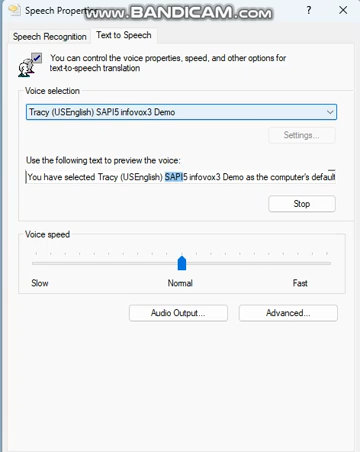 Speech Properties
www.BANDICAM.com
Speech Recognition
Text to Speech
You can control the voice properties, speed, and other options for
text-to-speech translation
Voice selection
Tracy (USEnglish) SAPI5 infovox3 Demo
Settings...
Use the following text to preview the voice:
You have selected Tracy (USEnglish) SAPI5 infovox3 Demo as the computer's default
Stop
Voice speed
Slow
Normal
Fast
Audio Output...
Advanced...